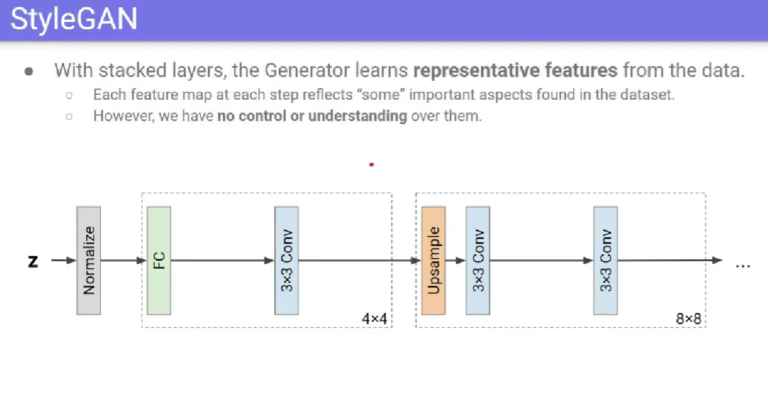 StyleGAN
● With stacked layers, the Generator learns representative features from the data.
○ Each feature map at each step reflects “some” important aspects found in the dataset.
○ However, we have no control or understanding over them.
z
Normalize
FC
3×3 Conv
4×4
Upsample
3×3 Conv
3×3 Conv
8×8
...